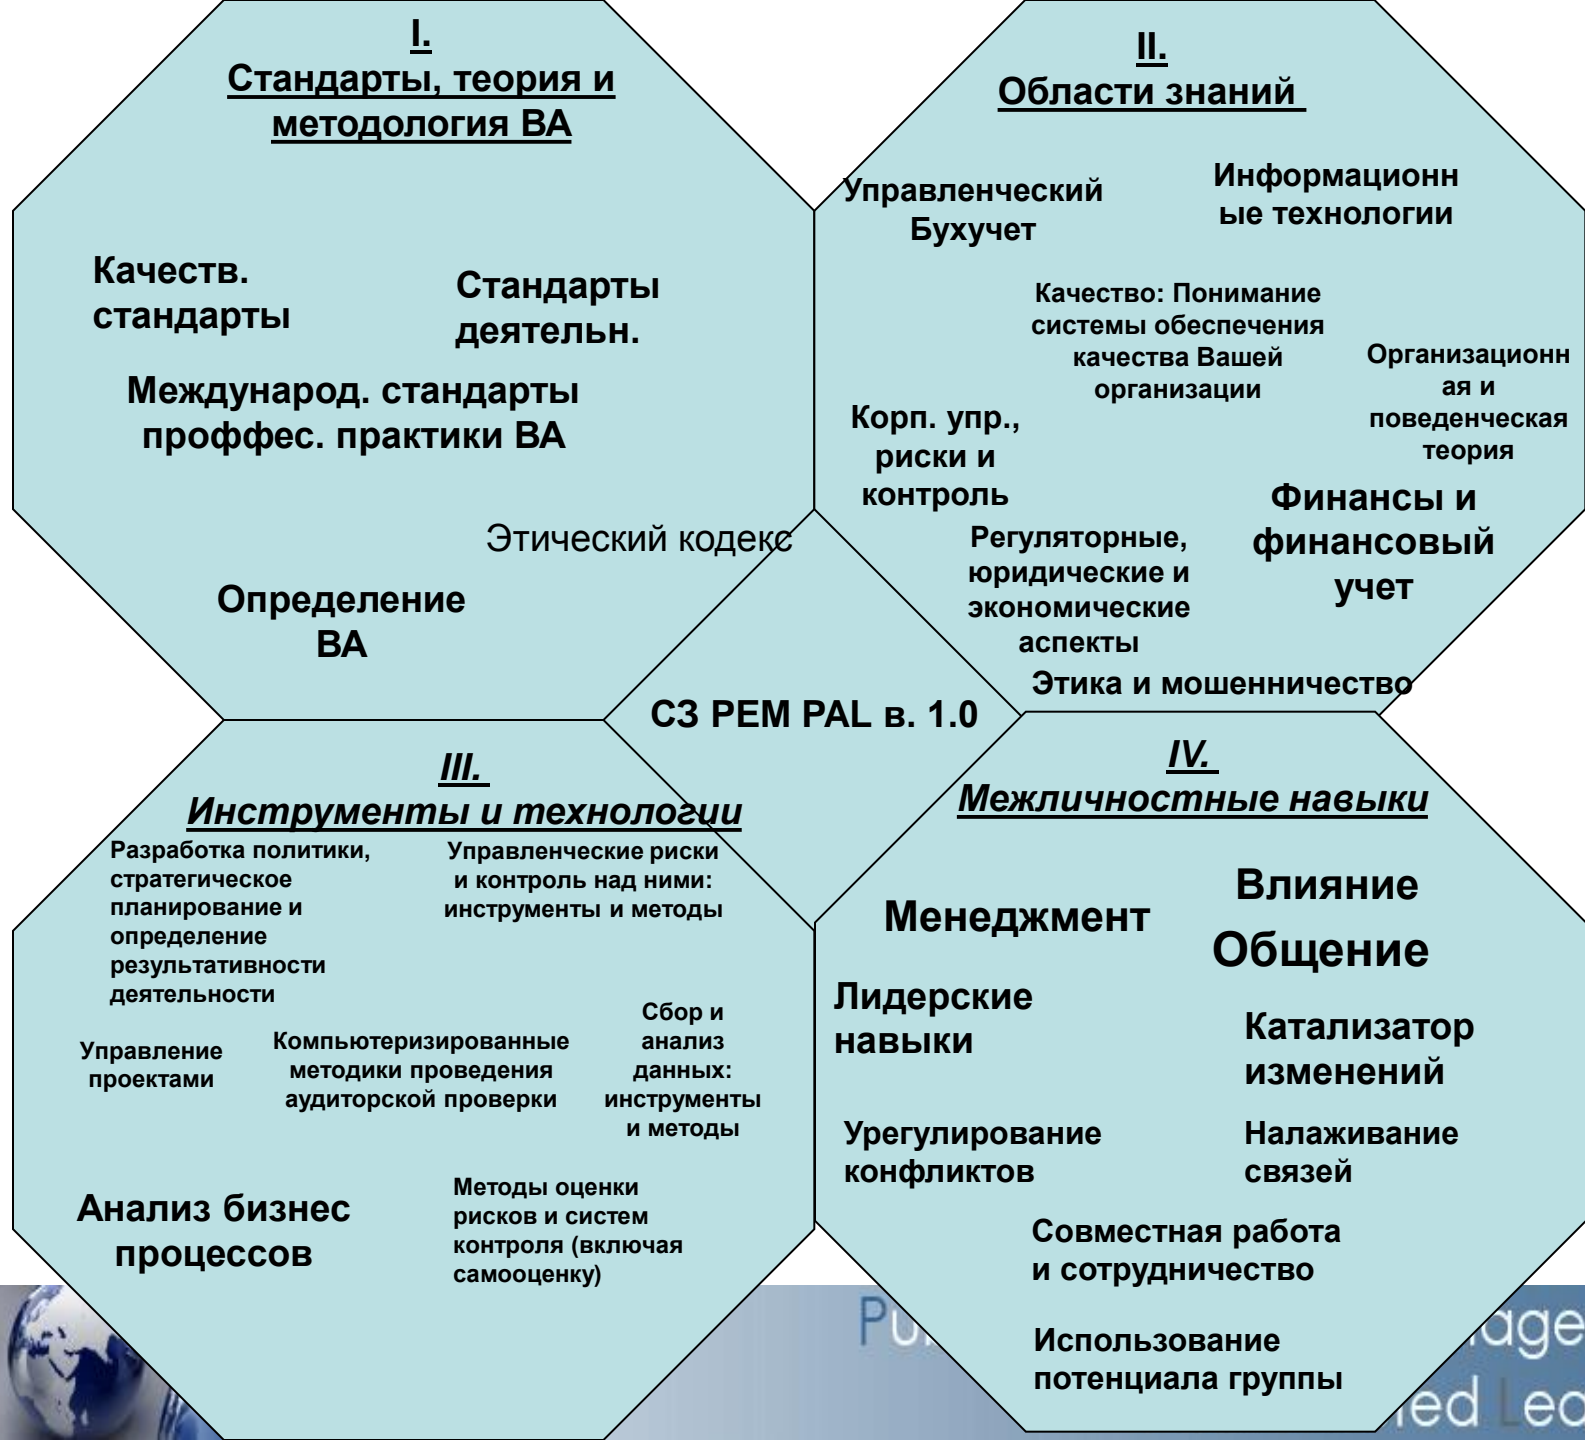 I.
Стандарты, теория и
методология ВА
Качеств.
стандарты
Стандарты
деятельн.
Международ. стандарты
проффес. практики ВА
Этический кодекс
Определение
ВА
II.
Области знаний
Управленческий
Бухучет
Информационн
ые технологии
Качество: Понимание
системы обеспечения
качества Вашей
организации
Организационн
ая и
поведенческая
теория
Корп. упр.,
риски и
контроль
Финансы и
финансовый
учет
Регуляторные,
юридические и
экономические
аспекты
Этика и мошенничество
СЗ PEM PAL в. 1.0
III.
Инструменты и технологии
Разработка политики,
стратегическое
планирование и
определение
результативности
деятельности
Управленческие риски
и контроль над ними:
инструменты и методы
Управление
проектами
Компьютеризированные
методики проведения
аудиторской проверки
Сбор и
анализ
данных:
инструменты
и методы
Анализ бизнес
процессов
Методы оценки
рисков и систем
контроля (включая
самооценку)
IV.
Межличностные навыки
Менеджмент
Влияние
Общение
Лидерские
навыки
Катализатор
изменений
Урегулирование
конфликтов
Налаживание
связей
Совместная работа
и сотрудничество
Использование
потенциала группы